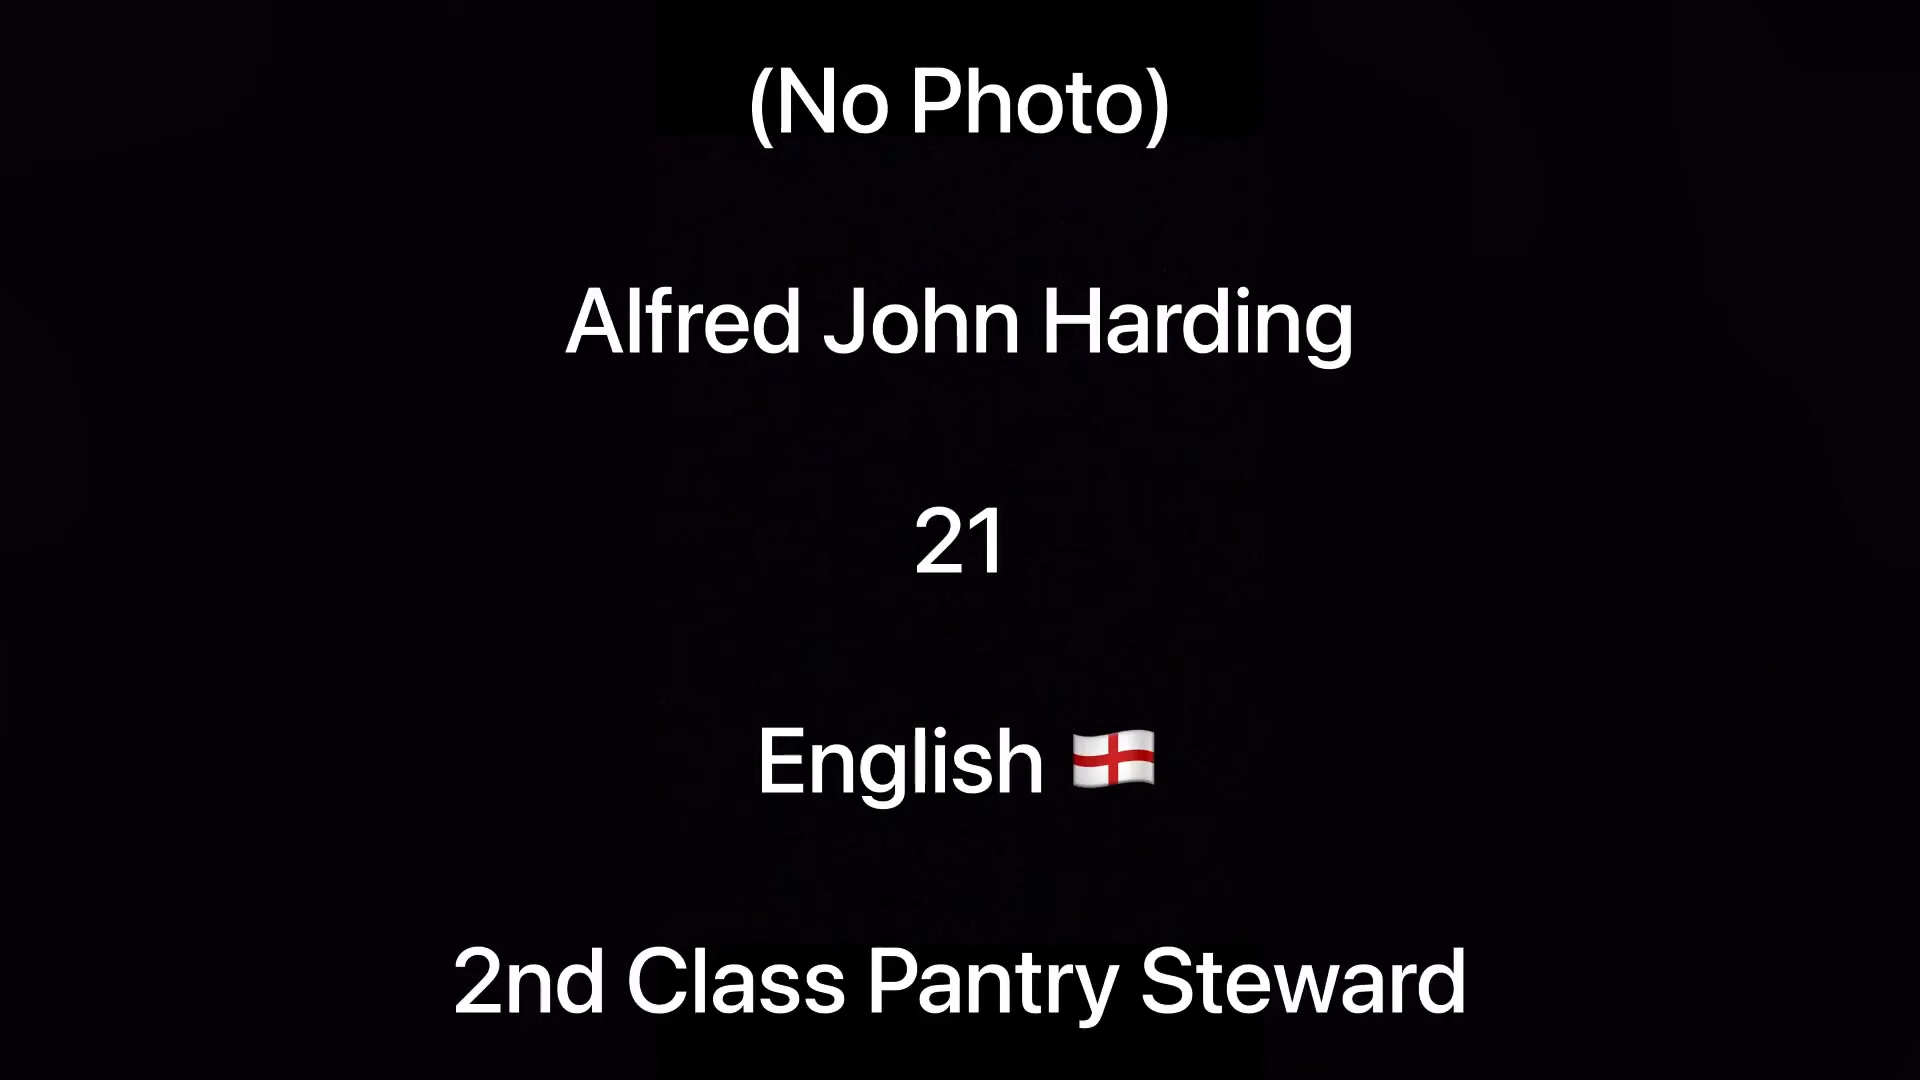 (No Photo)
Alfred John Harding
21
English 🏴󠁧󠁢󠁥󠁮󠁧󠁿
2nd Class Pantry Steward